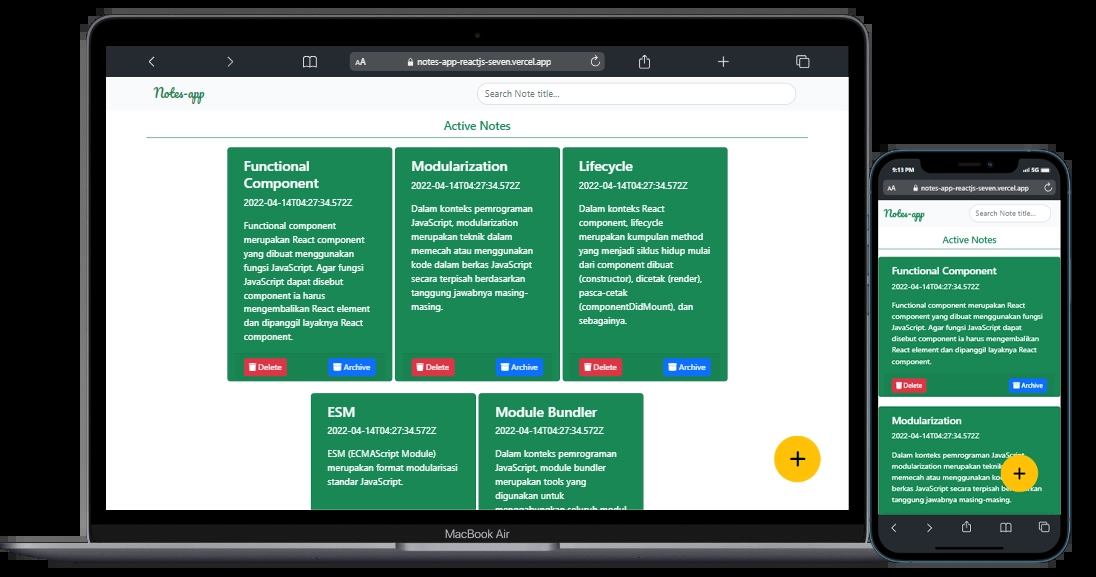 AA notes-app-reactjs-seven.vercel.app
Notes-app
Search Note title...
Active Notes
Functional
Component
2022-04-14T04:27:34.572Z
Functional component
merupakan React component
yang dibuat menggunakan
fungsi JavaScript. Agar fungsi
JavaScript dapat disebut
component ia harus
mengembalikan React element
dan dipanggil layaknya React
component.
Delete
Archive
Modularization
2022-04-14T04:27:34.572Z
Dalam konteks pemrograman
JavaScript, modularization
merupakan teknik dalam
memecah atau menggunakan
kode dalam berkas JavaScript
secara terpisah berdasarkan
tanggung jawabnya masing-
masing.
Delete
Archive
Lifecycle
2022-04-14T04:27:34.572Z
Dalam konteks React
component, lifecycle
merupakan kumpulan method
yang menjadi siklus hidup mulai
dari component dibuat
(constructor), dicetak (render),
pasca-cetak
(componentDidMount), dan
sebagainya.
Delete
Archive
ESM
2022-04-14T04:27:34.572Z
ESM (ECMAScript Module)
merupakan format modularisasi
standar JavaScript.
Module Bundler
2022-04-14T04:27:34.572Z
Dalam konteks pemrograman
JavaScript, module bundler
merupakan tools yang
digunakan untuk
menggabungkan seluruh modul
MacBook Air
9:13 PM
5G
AA notes-app-reactjs-seven.vercel.app
Notes-app
Search Note title...
Active Notes
Functional Component
2022-04-14T04:27:34.572Z
Functional component merupakan React
component yang dibuat menggunakan fungsi
JavaScript. Agar fungsi JavaScript dapat
disebut component ia harus mengembalikan
React element dan dipanggil layaknya React
component.
Delete
Archive
Modularization
2022-04-14T04:27:34.572Z
Dalam konteks pemrograman JavaScript,
modularization merupakan teknik
memecah atau menggunakan
berkas JavaScript secara terpisah
tanggung jawabnya masing-masing.